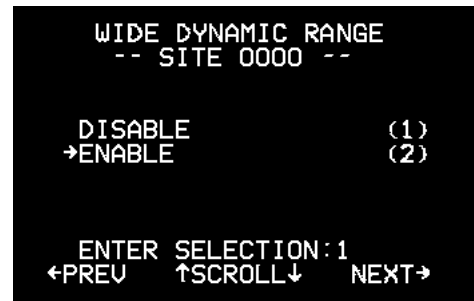 WIDE DYNAMIC RANGE
-- SITE 0000 --
DISABLE (1)
→ENABLE (2)
ENTER SELECTION:1
←PREV ↑SCROLL↓ NEXT→